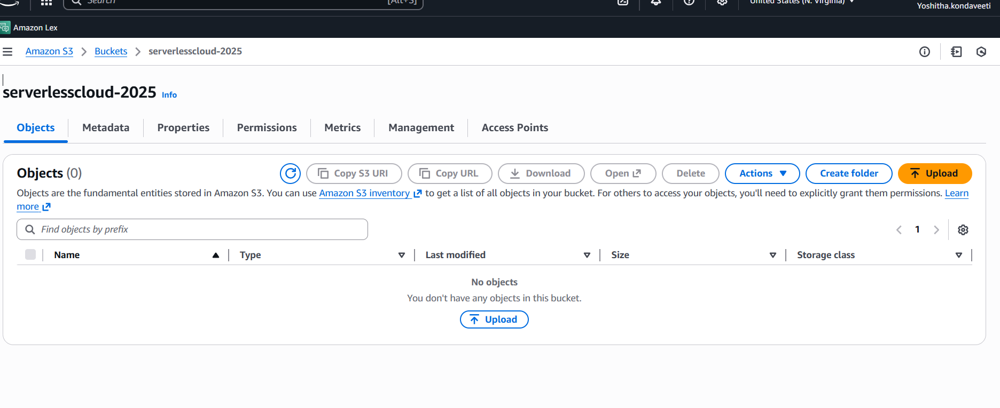 Search [Alt+S] United States (N. Virginia) Yoshitha.kondaveeti
Amazon Lex
Amazon S3 Buckets serverlesscloud-2025
serverlesscloud-2025 Info
Objects Metadata Properties Permissions Metrics Management Access Points
Objects (0) Copy S3 URI Copy URL Download Open Delete Actions Create folder Upload
Objects are the fundamental entities stored in Amazon S3. You can use Amazon S3 inventory to get a list of all objects in your bucket. For others to access your objects, you'll need to explicitly grant them permissions. Learn
more
Find objects by prefix 1
Name Type Last modified Size Storage class
No objects
You don't have any objects in this bucket.
Upload